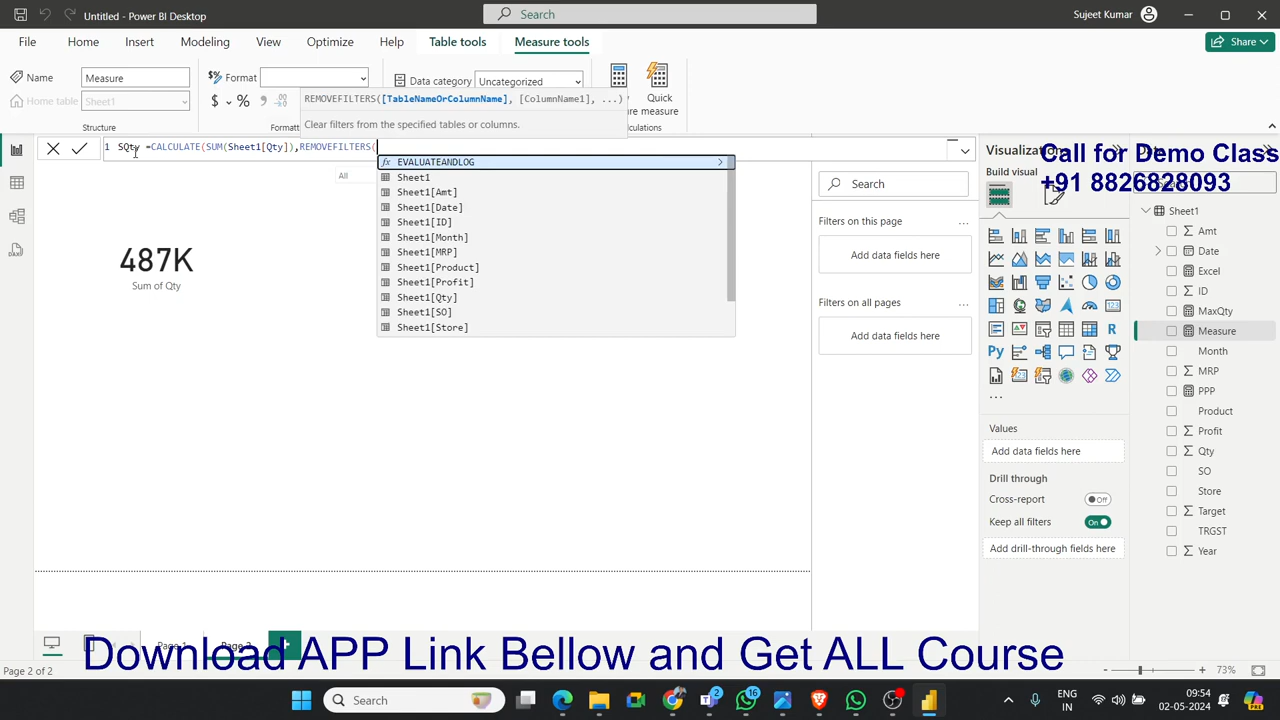 Untitled - Power BI Desktop
Search
Sujeet Kumar
File
Home
Insert
Modeling
View
Optimize
Help
Table tools
Measure tools
Share
Name
Measure
Home table
Sheet1
Structure
Format
$
%
Formatt
Data category
Uncategorized
Quick
re measure
alculations
REMOVEFILTERS([TableNameOrColumnName], [ColumnName1], ...)
Clear filters from the specified tables or columns.
1 SQty =CALCULATE(SUM(Sheet1[Qty]),REMOVEFILTERS(
EVALUATEANDLOG
Sheet1
Sheet1[Amt]
Sheet1[Date]
Sheet1[ID]
Sheet1[Month]
Sheet1[MRP]
Sheet1[Product]
Sheet1[Profit]
Sheet1[Qty]
Sheet1[SO]
Sheet1[Store]
All
487K
Sum of Qty
Call for Demo Class
+91 8826828093
Search
Filters on this page
...
Add data fields here
Filters on all pages
...
Add data fields here
Build visual
R
Py
123
...
Values
Add data fields here
Drill through
Cross-report
Off
Keep all filters
On
Add drill-through fields here
Sheet1
Amt
Date
Excel
ID
MaxQty
Measure
Month
MRP
PPP
Product
Profit
Qty
SO
Store
Target
TRGST
Year
Download APP Link Bellow and Get ALL Course
Page 2 of 2
73%
Search
2
16
ENG
IN
09:54
02-05-2024